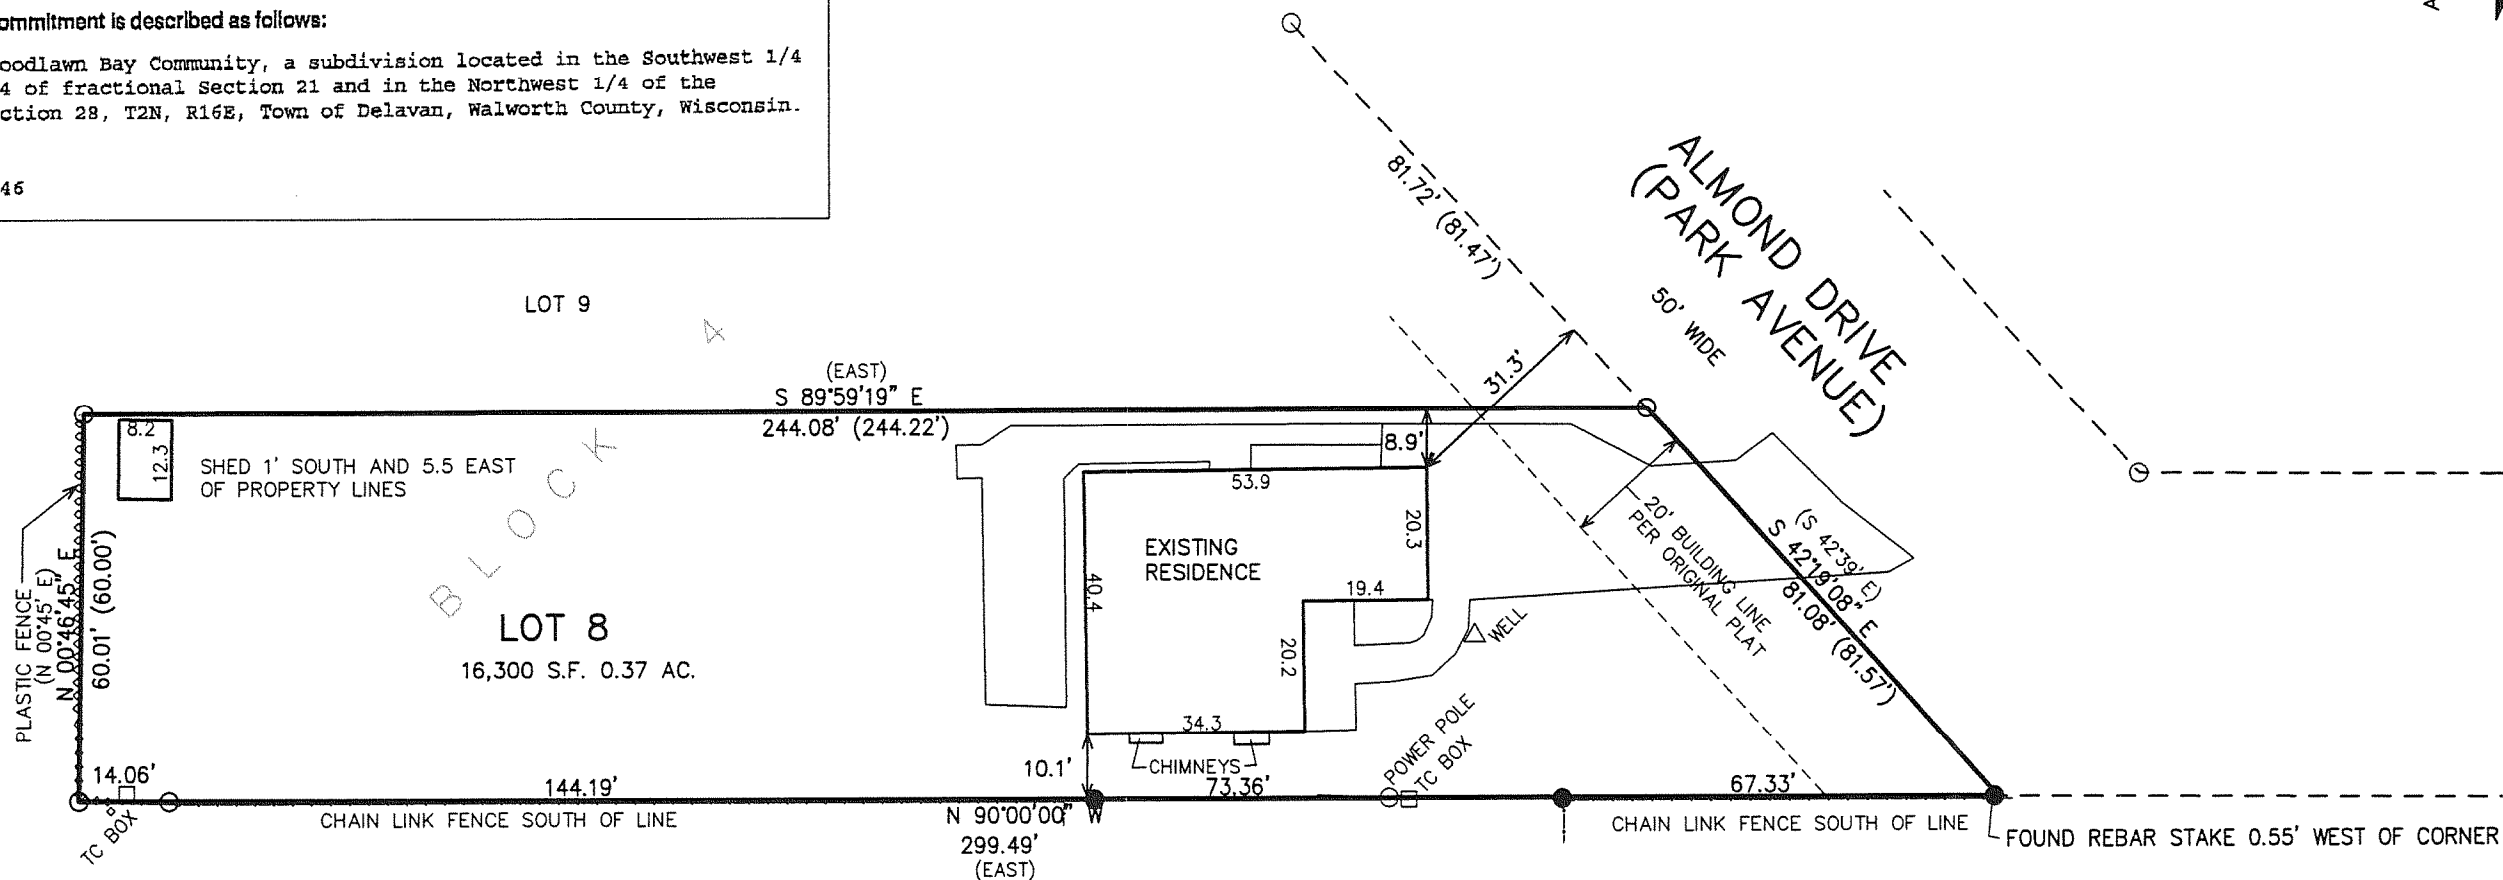 ommitment is described as follows:
oodlawn Bay Community, a subdivision located in the Southwest 1/4
4 of fractional Section 21 and in the Northwest 1/4 of the
ction 28, T2N, R16E, Town of Delavan, Walworth County, Wisconsin.
46
A
81.72' (81.47')
ALMOND DRIVE
(PARK AVENUE)
50' WIDE
LOT 9
BLOCK 4
(EAST)
S 89°59'19" E
244.08' (244.22')
31.3'
8.9'
8.2
12.3
SHED 1' SOUTH AND 5.5 EAST
OF PROPERTY LINES
53.9
20.3
EXISTING
RESIDENCE
40.4
19.4
20.2
34.3
WELL
20' BUILDING LINE
PER ORIGINAL PLAT
(S 42°39' E)
S 42°19'08" E
81.08' (81.57')
PLASTIC FENCE
(N 00°45' E)
N 00°46'45" E
60.01' (60.00')
LOT 8
16,300 S.F. 0.37 AC.
POWER POLE
TC BOX
CHIMNEYS
10.1'
14.06'
144.19'
73.36'
67.33'
TC BOX
CHAIN LINK FENCE SOUTH OF LINE
N 90°00'00" W
299.49'
(EAST)
CHAIN LINK FENCE SOUTH OF LINE
FOUND REBAR STAKE 0.55' WEST OF CORNER